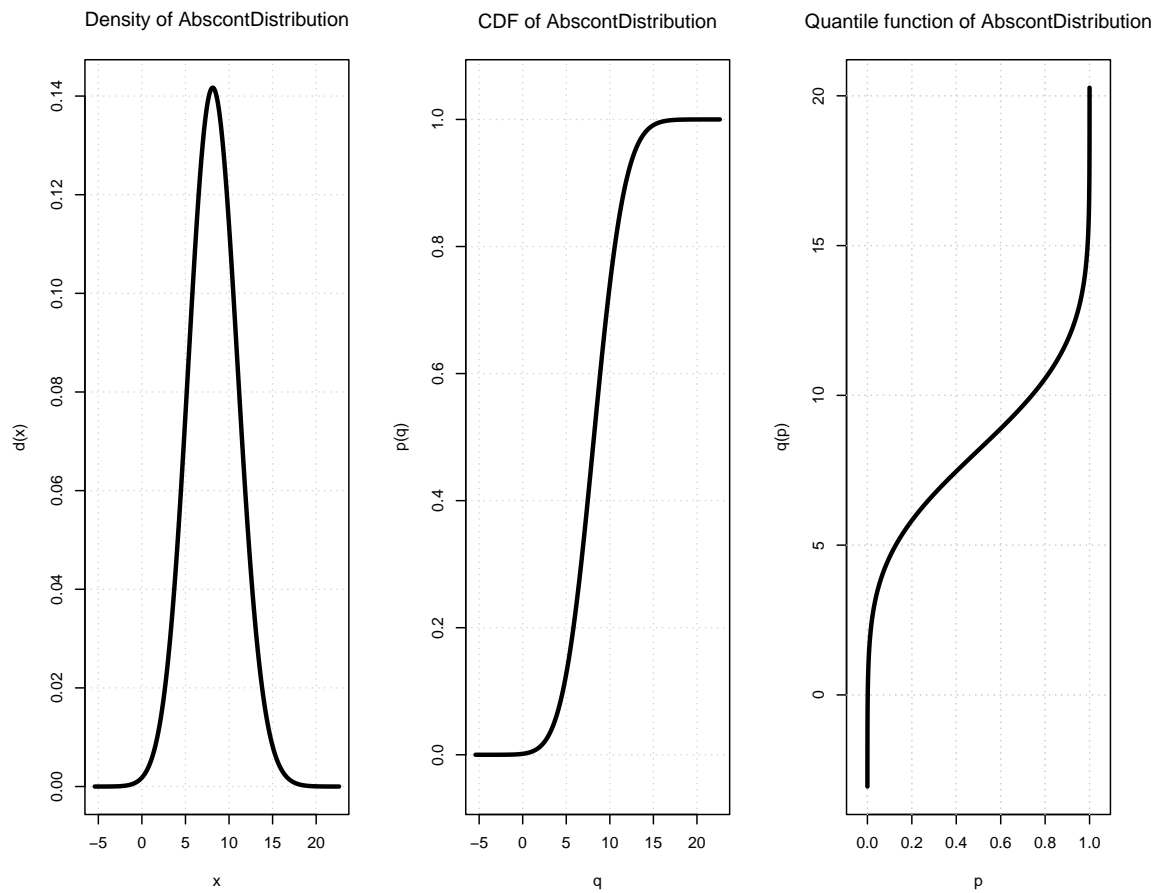 Density of AbscontDistribution
d(x)
0.14
0.12
0.10
0.08
0.06
0.04
0.02
0.00
−5 0 5 10 15 20
x
CDF of AbscontDistribution
p(q)
1.0
0.8
0.6
0.4
0.2
0.0
−5 0 5 10 15 20
q
Quantile function of AbscontDistribution
q(p)
20
15
10
5
0
0.0 0.2 0.4 0.6 0.8 1.0
p